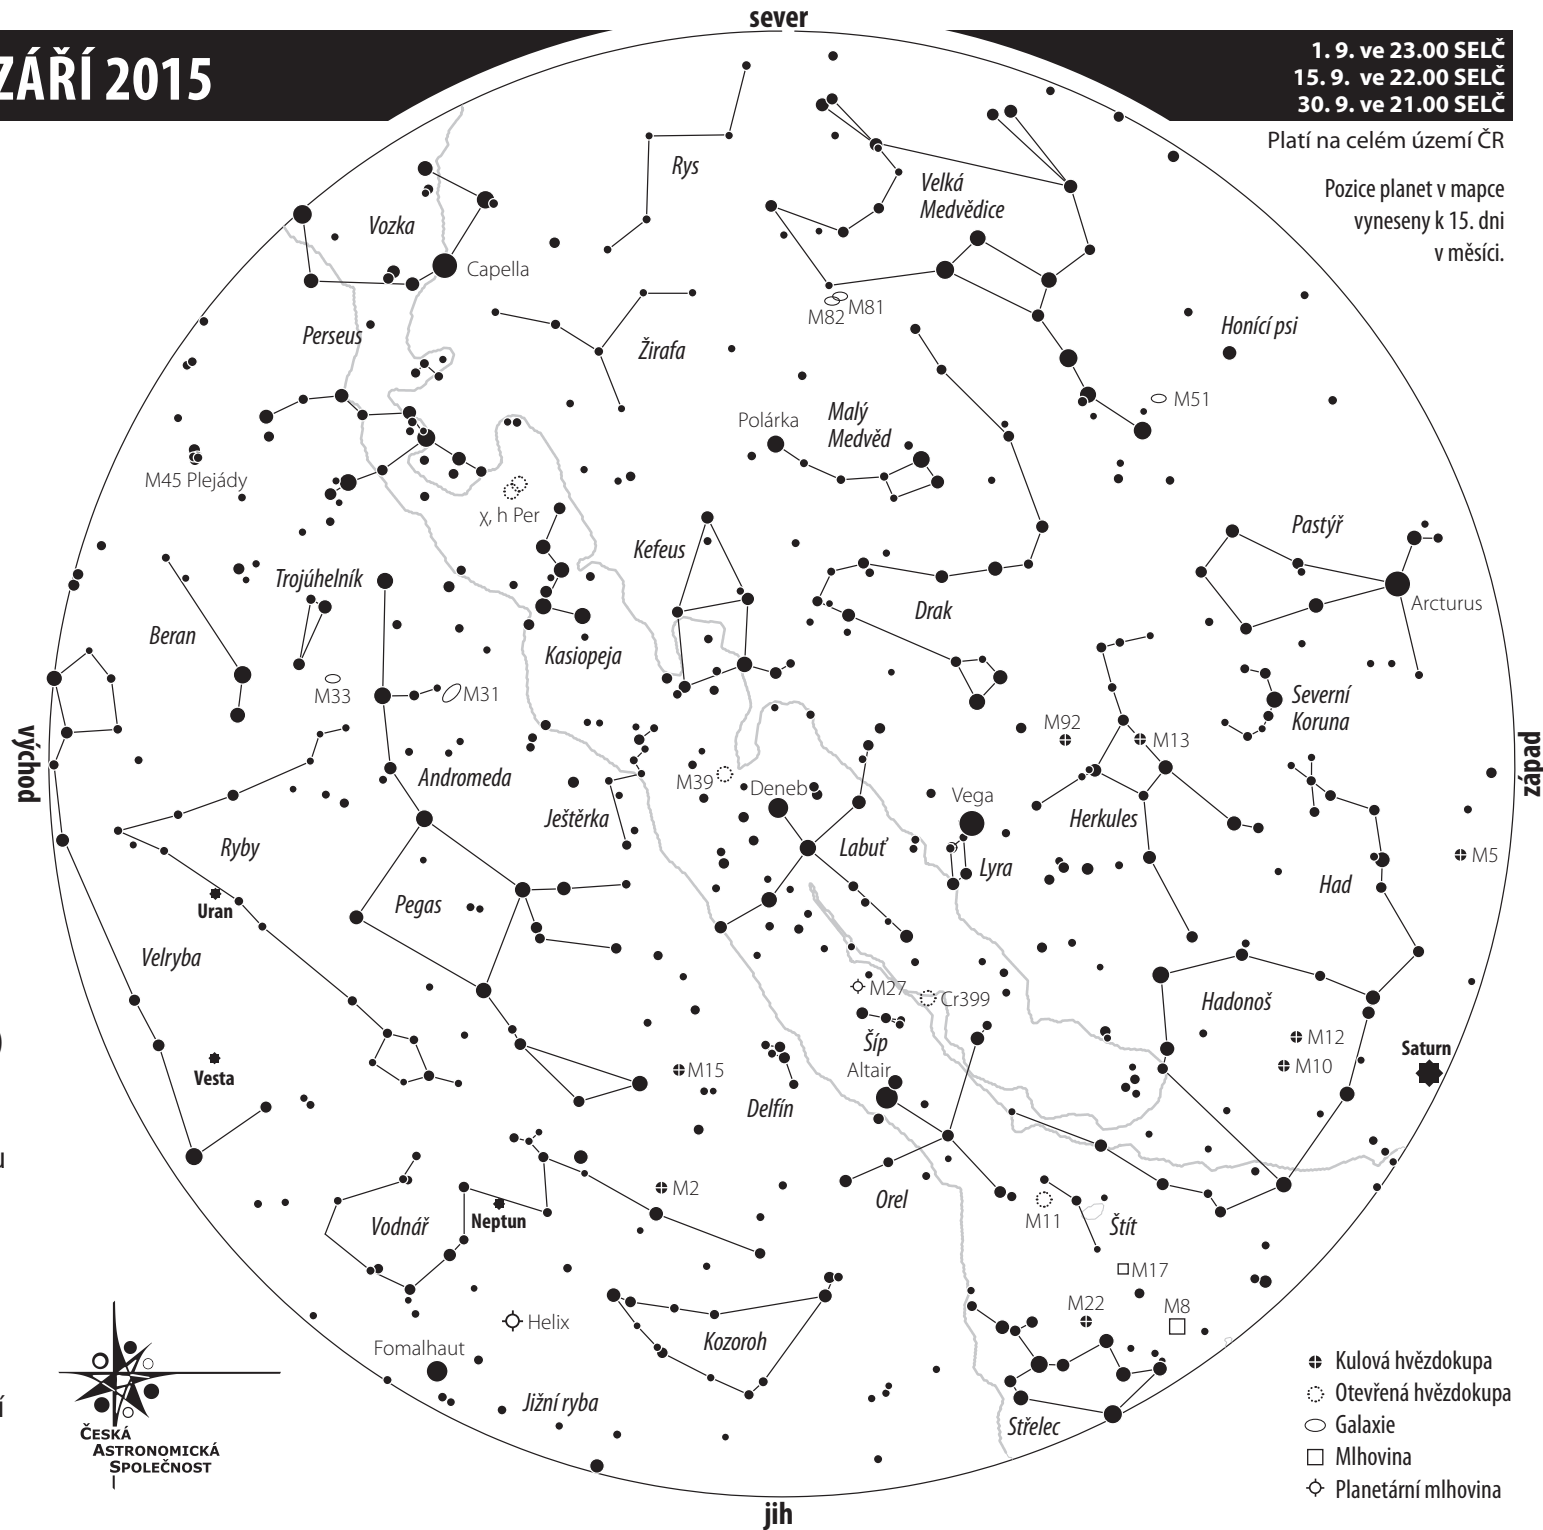 sever
ZÁŘÍ 2015
1. 9. ve 23.00 SELČ
15. 9. ve 22.00 SELČ
30. 9. ve 21.00 SELČ
Platí na celém území ČR
Pozice planet v mapce
vyneseny k 15. dni
v měsíci.
Rys
Velká
Medvědice
Vozka
Capella
M82
M81
Honící psi
Perseus
Žirafa
M51
Polárka
Malý
Medvěd
M45 Plejády
χ, h Per
Pastýř
Kefeus
Trojúhelník
Drak
Arcturus
Beran
Kasiopeja
M33
M31
Severní
Koruna
M92
M13
východ
západ
Andromeda
M39
Deneb
Vega
Ještěrka
Herkules
Ryby
Labuť
Lyra
M5
Had
Uran
Pegas
Velryba
M27
Cr399
Hadonoš
Šíp
M12
Saturn
M10
Vesta
M15
Altair
Delfín
M2
Orel
Vodnář
Neptun
M11
Štít
M17
M22
M8
Helix
Kozoroh
Fomalhaut
Jižní ryba
Střelec
Kulová hvězdokupa
Otevřená hvězdokupa
Galaxie
Mlhovina
Planetární mlhovina
ČESKÁ
ASTRONOMICKÁ
SPOLEČNOST
jih
)
u
í